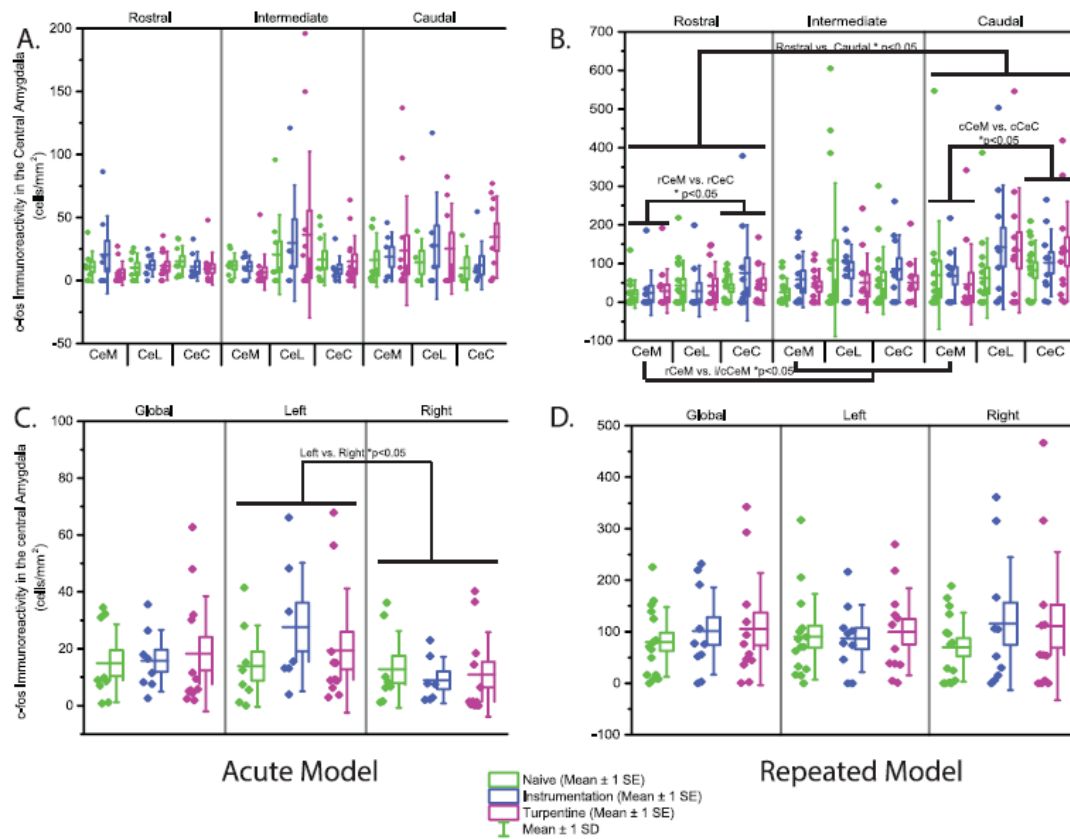 Rostral Intermediate Caudal
A.
200
150
100
50
0
-50
c-fos Immunoreactivity in the Central Amygdala
(cells/mm²)
CeM CeL CeC CeM CeL CeC CeM CeL CeC
Rostral Intermediate Caudal
B.
700
600
500
400
300
200
100
0
-100
Rostral vs. Caudal * p<0.05
cCeM vs. cCeC
*p<0.05
rCeM vs. rCeC
* p<0.05
CeM CeL CeC CeM CeL CeC CeM CeL CeC
rCeM vs. i/cCeM *p<0.05
Global Left Right
C.
100
80
60
40
20
0
c-fos Immunoreactivity in the central Amygdala
(cells/mm²)
Left vs. Right *p<0.05
Global Left Right
D.
500
400
300
200
100
0
-100
Acute Model
Repeated Model
Naive (Mean ± 1 SE)
Instrumentation (Mean ± 1 SE)
Turpentine (Mean ± 1 SE)
Mean ± 1 SD